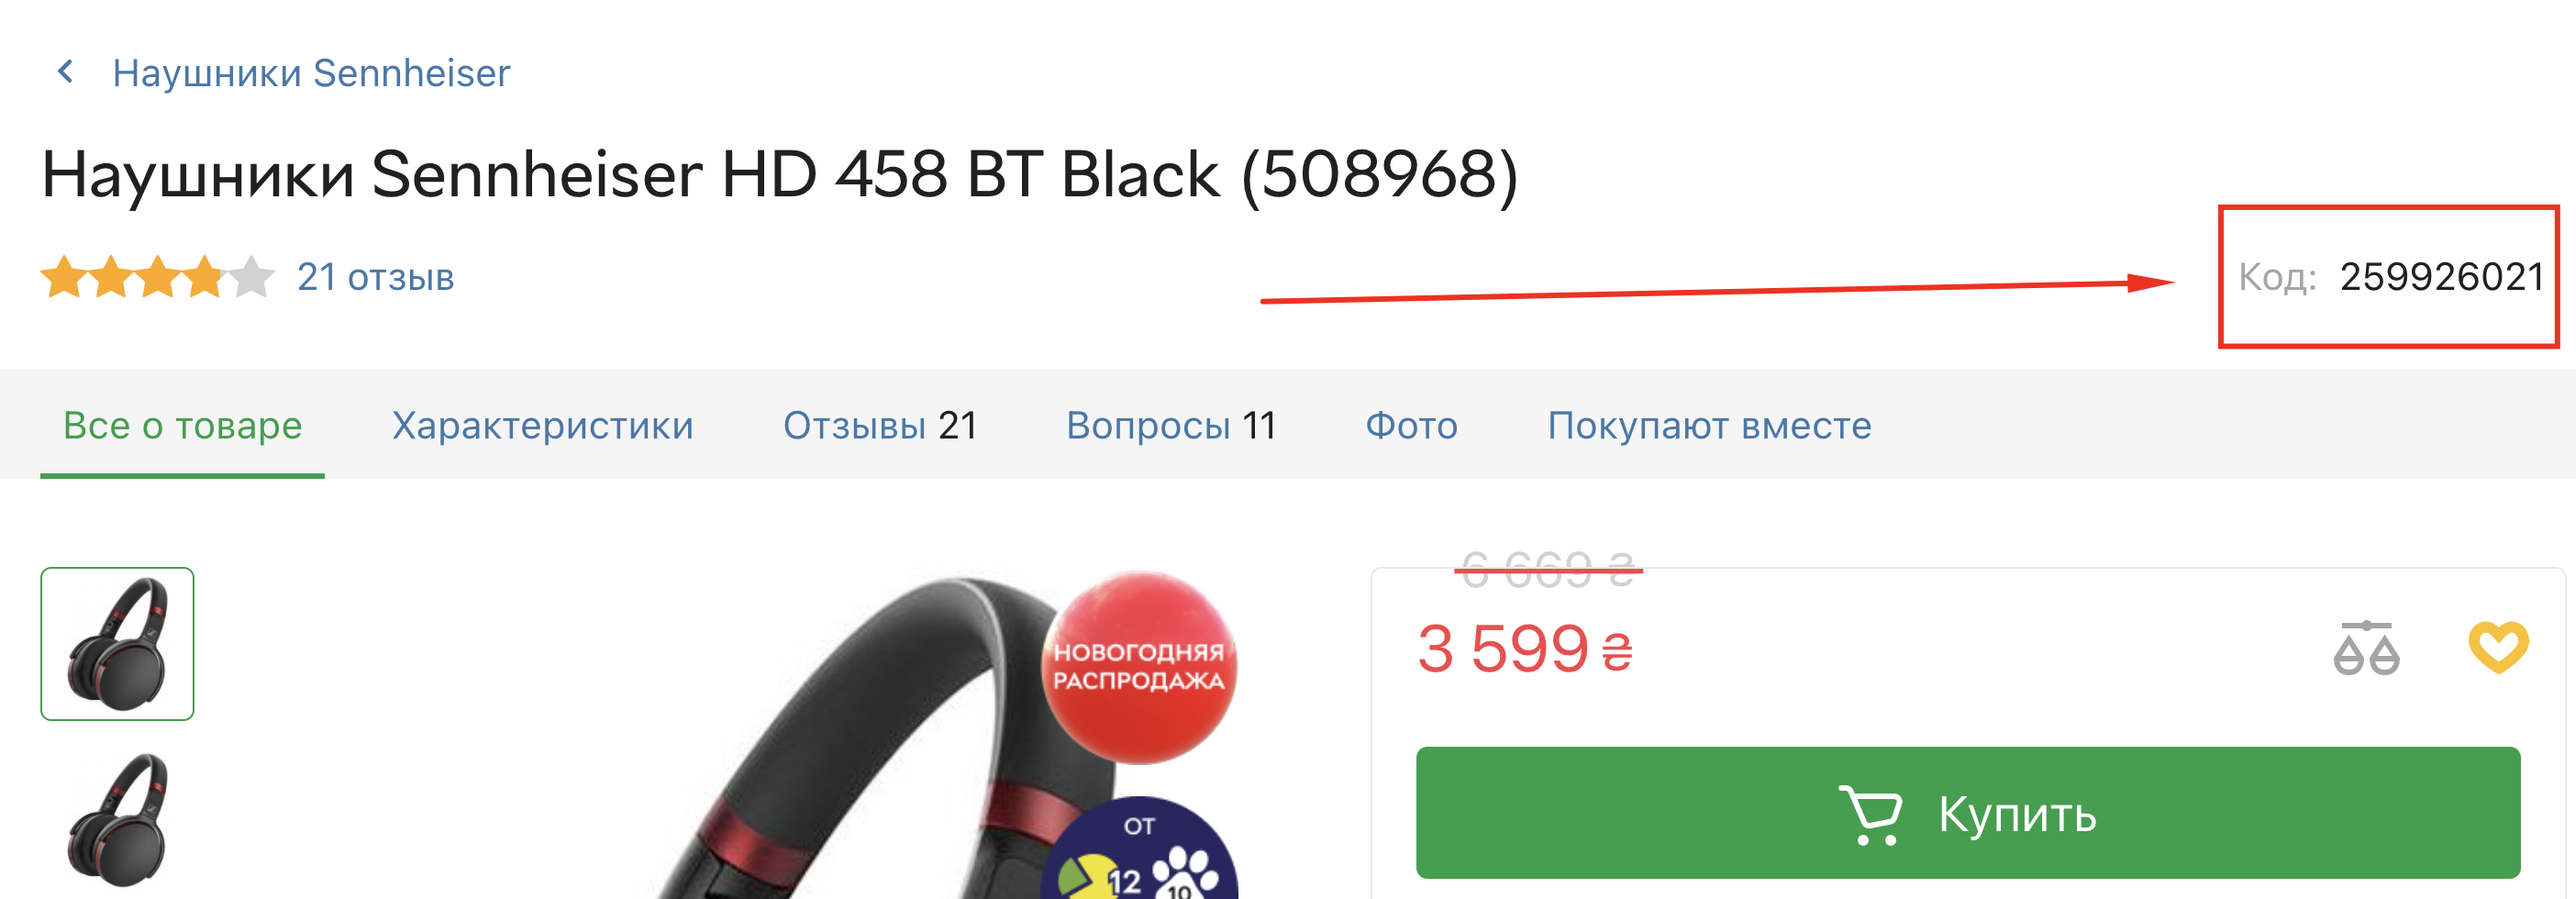 Наушники Sennheiser
Наушники Sennheiser HD 458 BT Black (508968)
21 отзыв
Код: 259926021
Все о товаре Характеристики Отзывы 21 Вопросы 11 Фото Покупают вместе
6 669 ₴
НОВОГОДНЯЯ
РАСПРОДАЖА
3 599 ₴
Купить
ОТ
12
10